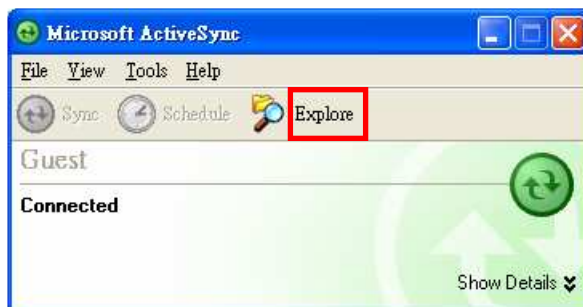 Microsoft ActiveSync
File View Tools Help
Sync Schedule Explore
Guest
Connected
Show Details